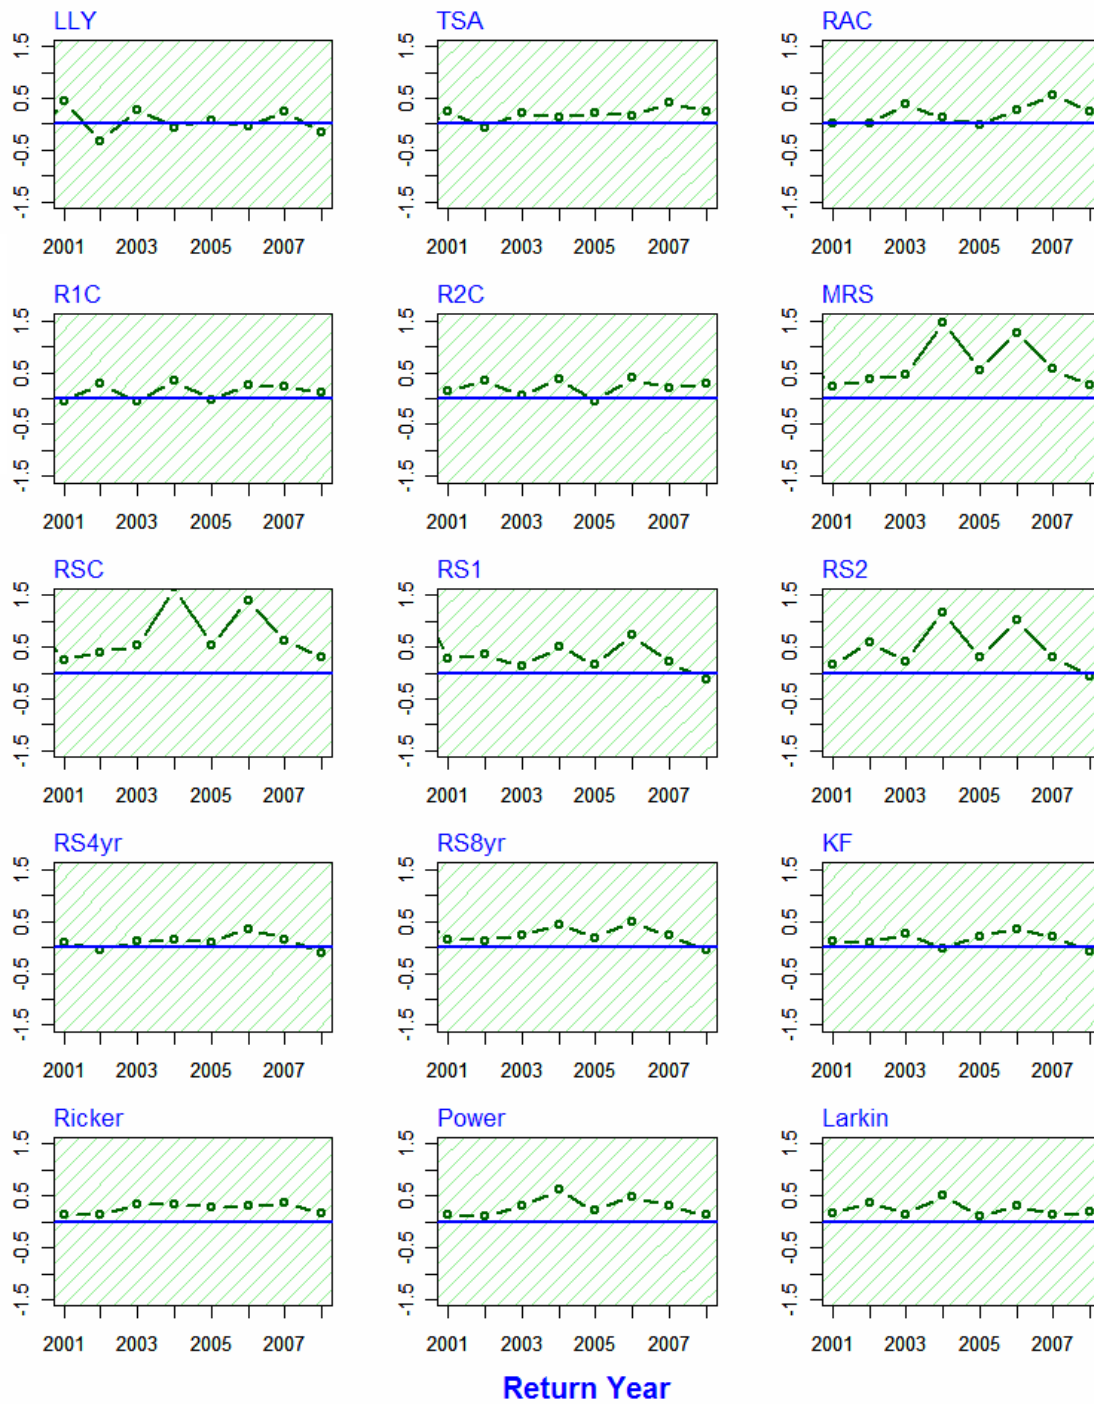 LLY TSA RAC
1.5 0.5 -0.5 -1.5 1.5 0.5 -0.5 -1.5 1.5 0.5 -0.5 -1.5
2001 2003 2005 2007 2001 2003 2005 2007 2001 2003 2005 2007
R1C R2C MRS
1.5 0.5 -0.5 -1.5 1.5 0.5 -0.5 -1.5 1.5 0.5 -0.5 -1.5
2001 2003 2005 2007 2001 2003 2005 2007 2001 2003 2005 2007
RSC RS1 RS2
1.5 0.5 -0.5 -1.5 1.5 0.5 -0.5 -1.5 1.5 0.5 -0.5 -1.5
2001 2003 2005 2007 2001 2003 2005 2007 2001 2003 2005 2007
RS4yr RS8yr KF
1.5 0.5 -0.5 -1.5 1.5 0.5 -0.5 -1.5 1.5 0.5 -0.5 -1.5
2001 2003 2005 2007 2001 2003 2005 2007 2001 2003 2005 2007
Ricker Power Larkin
1.5 0.5 -0.5 -1.5 1.5 0.5 -0.5 -1.5 1.5 0.5 -0.5 -1.5
2001 2003 2005 2007 2001 2003 2005 2007 2001 2003 2005 2007
Return Year